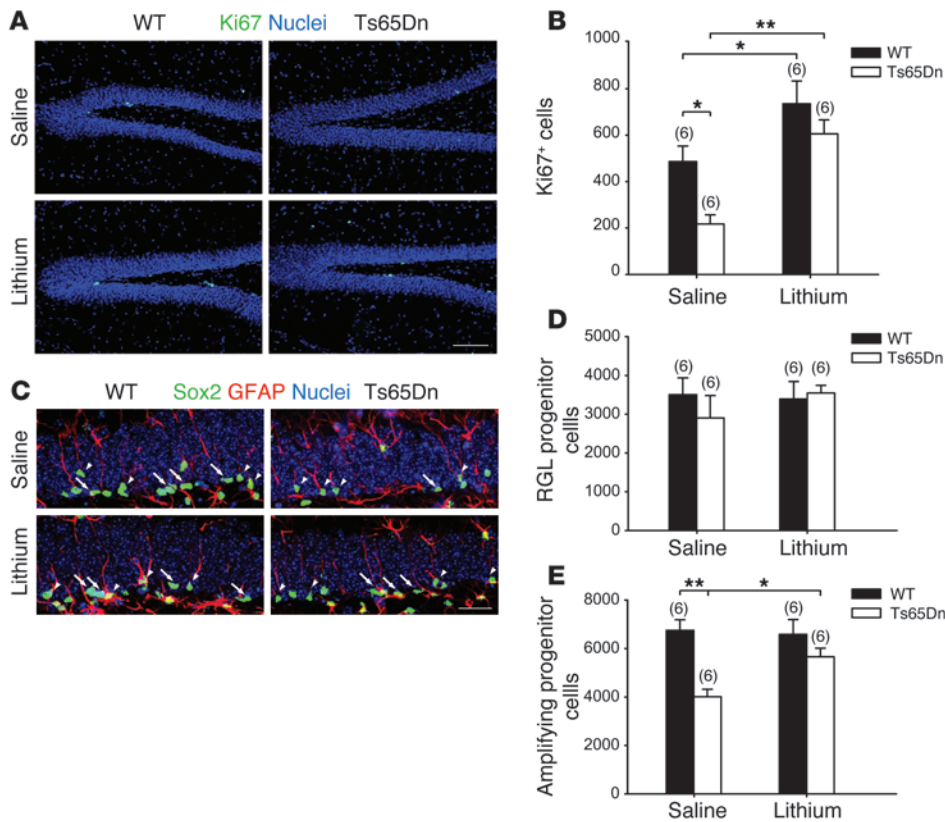 A
WT Ki67 Nuclei Ts65Dn
Saline
Lithium
B
Ki67+ cells
1000
800
600
400
200
0
**
*
*
(6)
(6)
(6)
(6)
WT
Ts65Dn
Saline Lithium
C
WT Sox2 GFAP Nuclei Ts65Dn
Saline
Lithium
D
RGL progenitor
cellls
5000
4000
3000
2000
1000
0
(6)
(6)
(6)
(6)
WT
Ts65Dn
Saline Lithium
E
Amplifying progenitor
cellls
8000
6000
4000
2000
0
**
*
(6)
(6)
(6)
(6)
WT
Ts65Dn
Saline Lithium